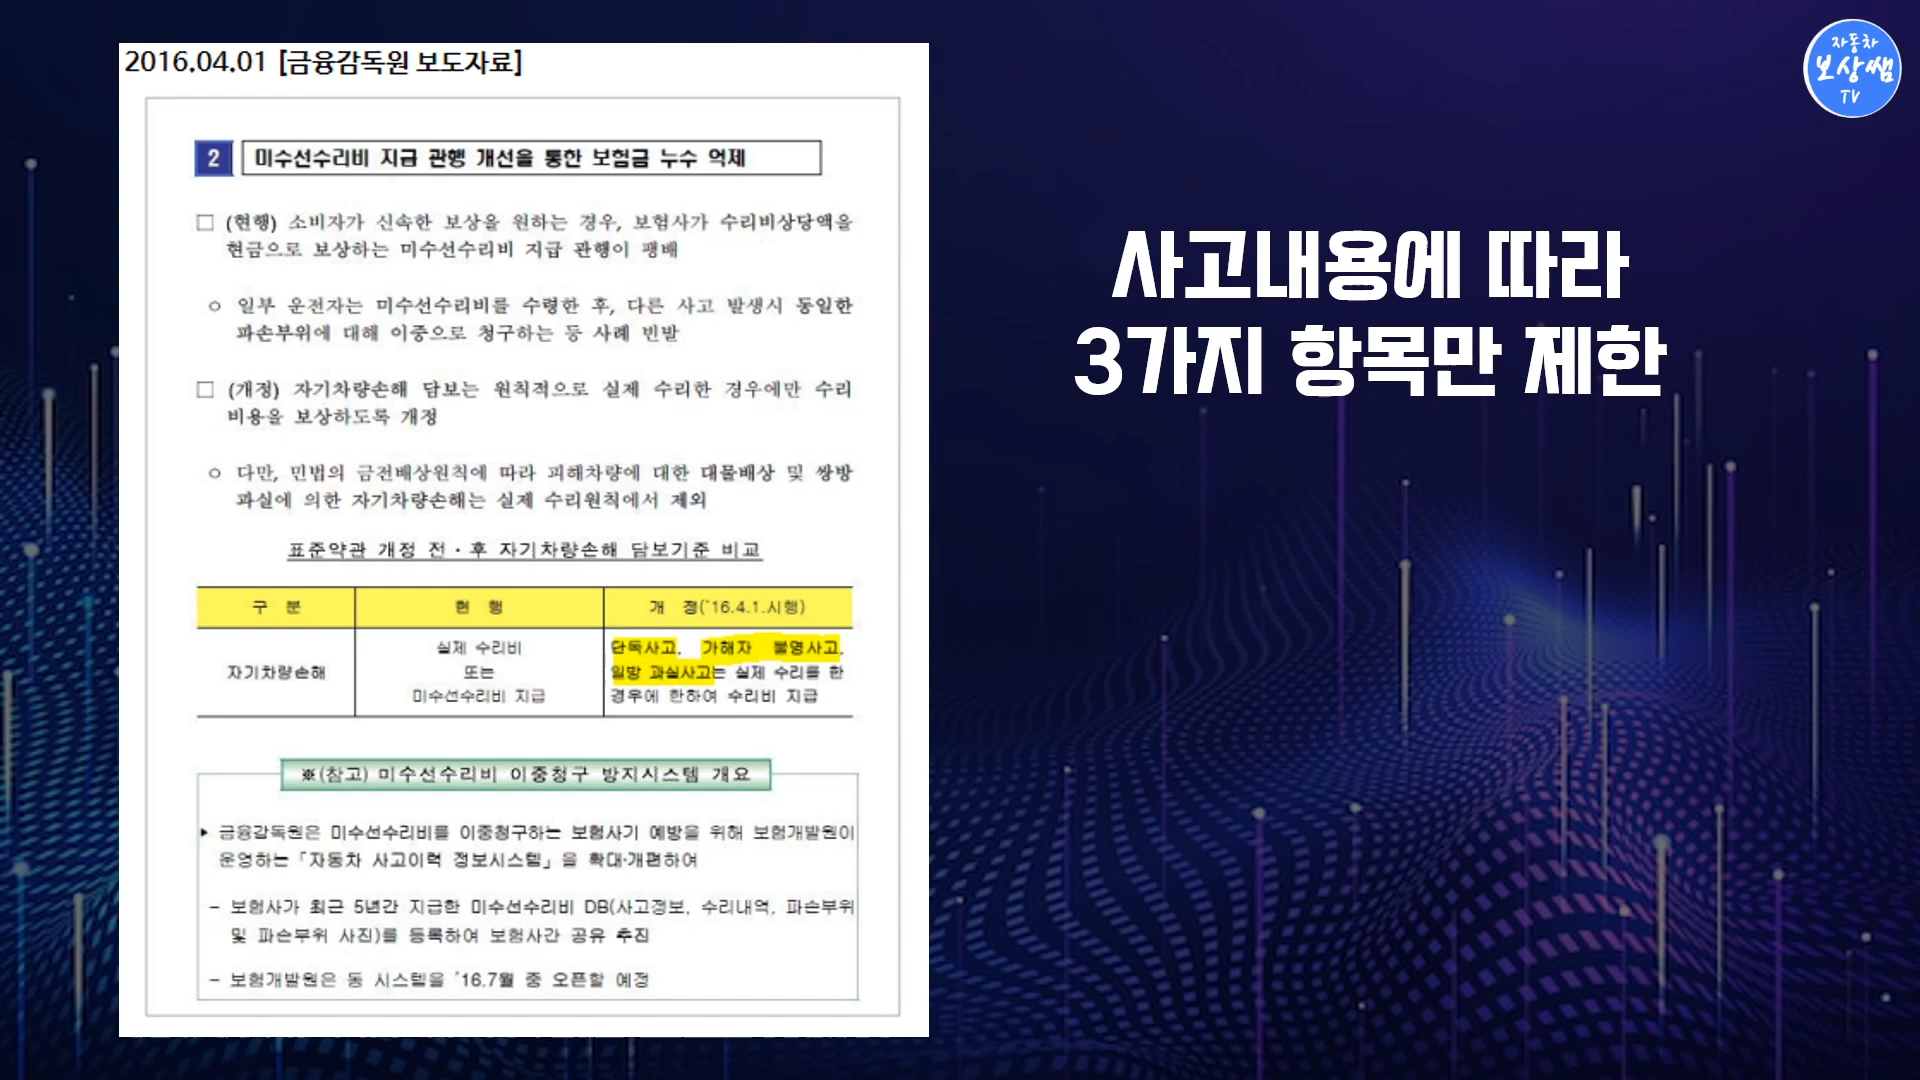 2016.04.01 [금융감독원 보도자료]
2 미수선수리비 지급 관행 개선을 통한 보험금 누수 억제
□ (현행) 소비자가 신속한 보상을 원하는 경우, 보험사가 수리비상당액을
현금으로 보상하는 미수선수리비 지급 관행이 팽배
○ 일부 운전자는 미수선수리비를 수령한 후, 다른 사고 발생시 동일한
파손부위에 대해 이중으로 청구하는 등 사례 빈발
□ (개정) 자기차량손해 담보는 원칙적으로 실제 수리한 경우에만 수리
비용을 보상하도록 개정
○ 다만, 민법의 금전배상원칙에 따라 피해차량에 대한 대물배상 및 쌍방
과실에 의한 자기차량손해는 실제 수리원칙에서 제외
표준약관 개정 전·후 자기차량손해 담보기준 비교
구 분 현 행 개 정('16.4.1.시행)
자기차량손해
실제 수리비
또는
미수선수리비 지급
단독사고, 가해자 불명사고,
일방 과실사고는 실제 수리를 한
경우에 한하여 수리비 지급
※(참고) 미수선수리비 이중청구 방지시스템 개요
▸ 금융감독원은 미수선수리비를 이중청구하는 보험사기 예방을 위해 보험개발원이
운영하는「자동차 사고이력 정보시스템」을 확대·개편하여
- 보험사가 최근 5년간 지급한 미수선수리비 DB(사고정보, 수리내역, 파손부위
및 파손부위 사진)를 등록하여 보험사간 공유 추진
- 보험개발원은 동 시스템을 '16.7월 중 오픈할 예정
사고내용에 따라
3가지 항목만 제한
자동차
보상쌤
TV